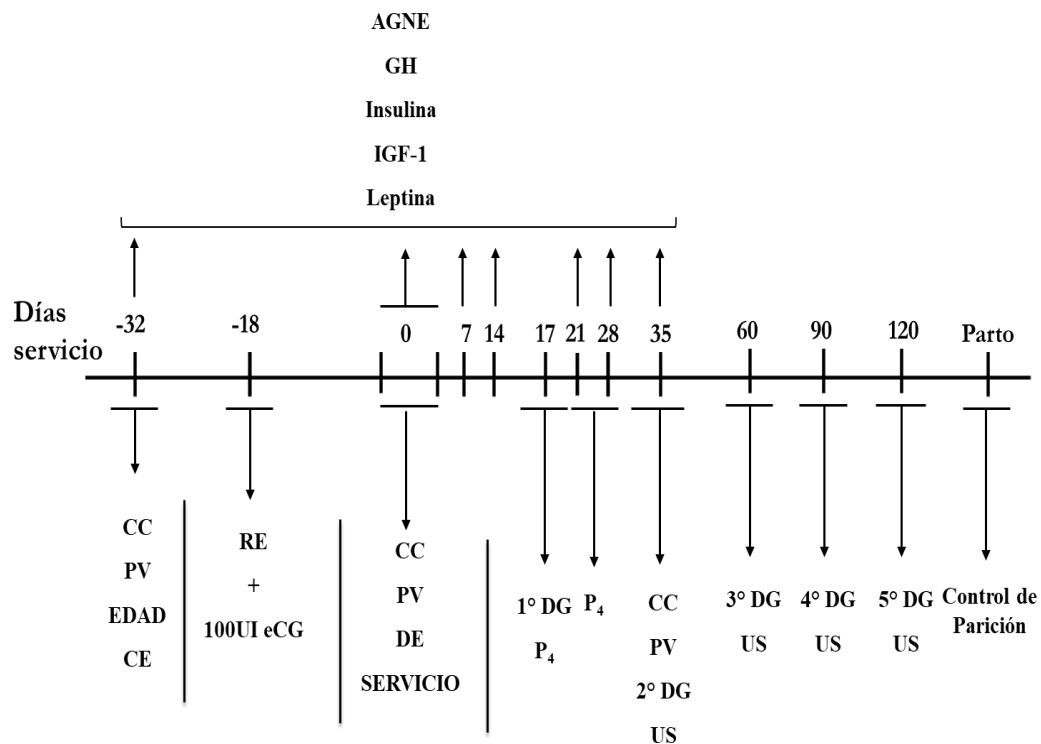 AGNE
GH
Insulina
IGF-1
Leptina
Días
servicio
-32
-18
0
7
14
17
21
28
35
60
90
120
Parto
CC
PV
EDAD
CE
RE
+
100UI eCG
CC
PV
DE
SERVICIO
1° DG
P₄
P₄
CC
PV
2° DG
US
3° DG
US
4° DG
US
5° DG
US
Control de
Parición